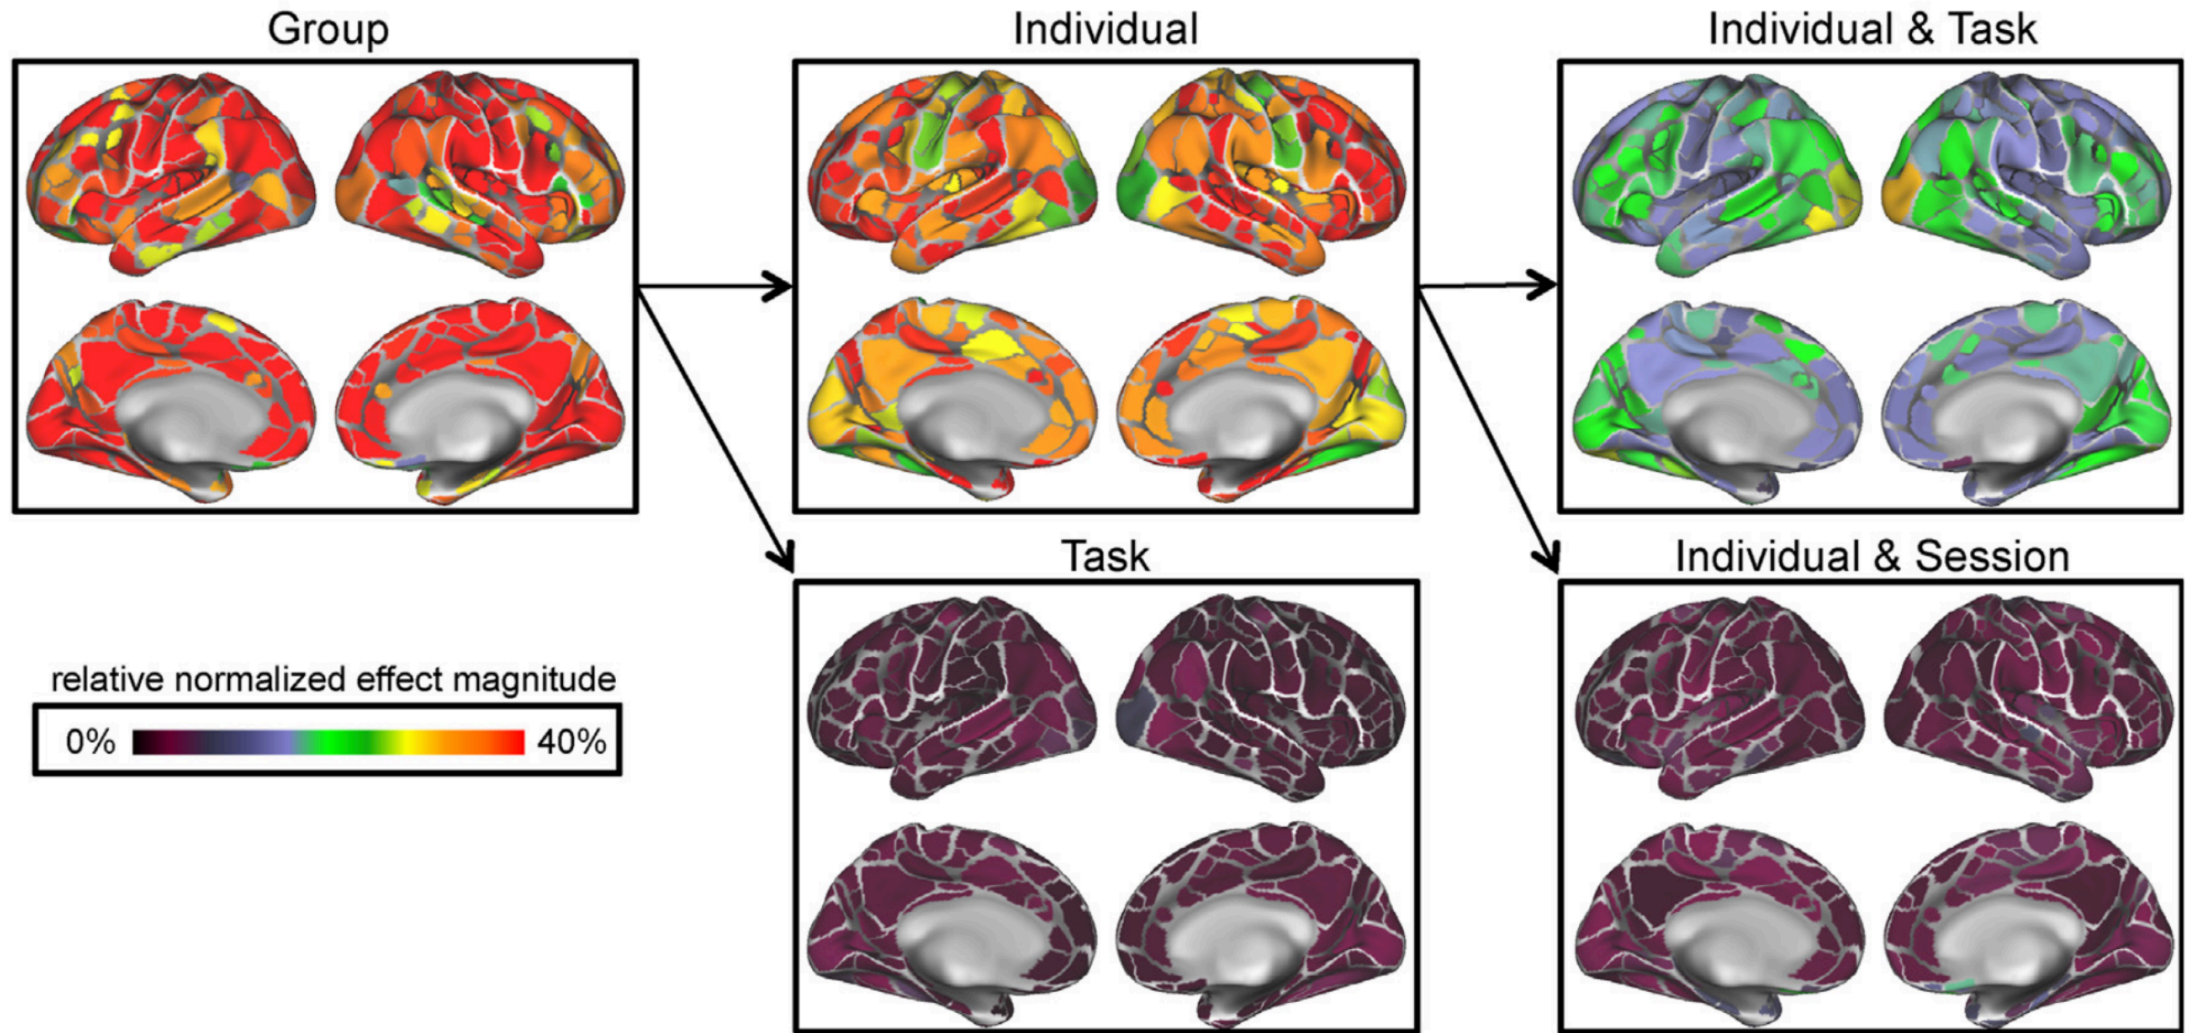 Group
Individual
Individual & Task
Task
Individual & Session
relative normalized effect magnitude
0% 40%